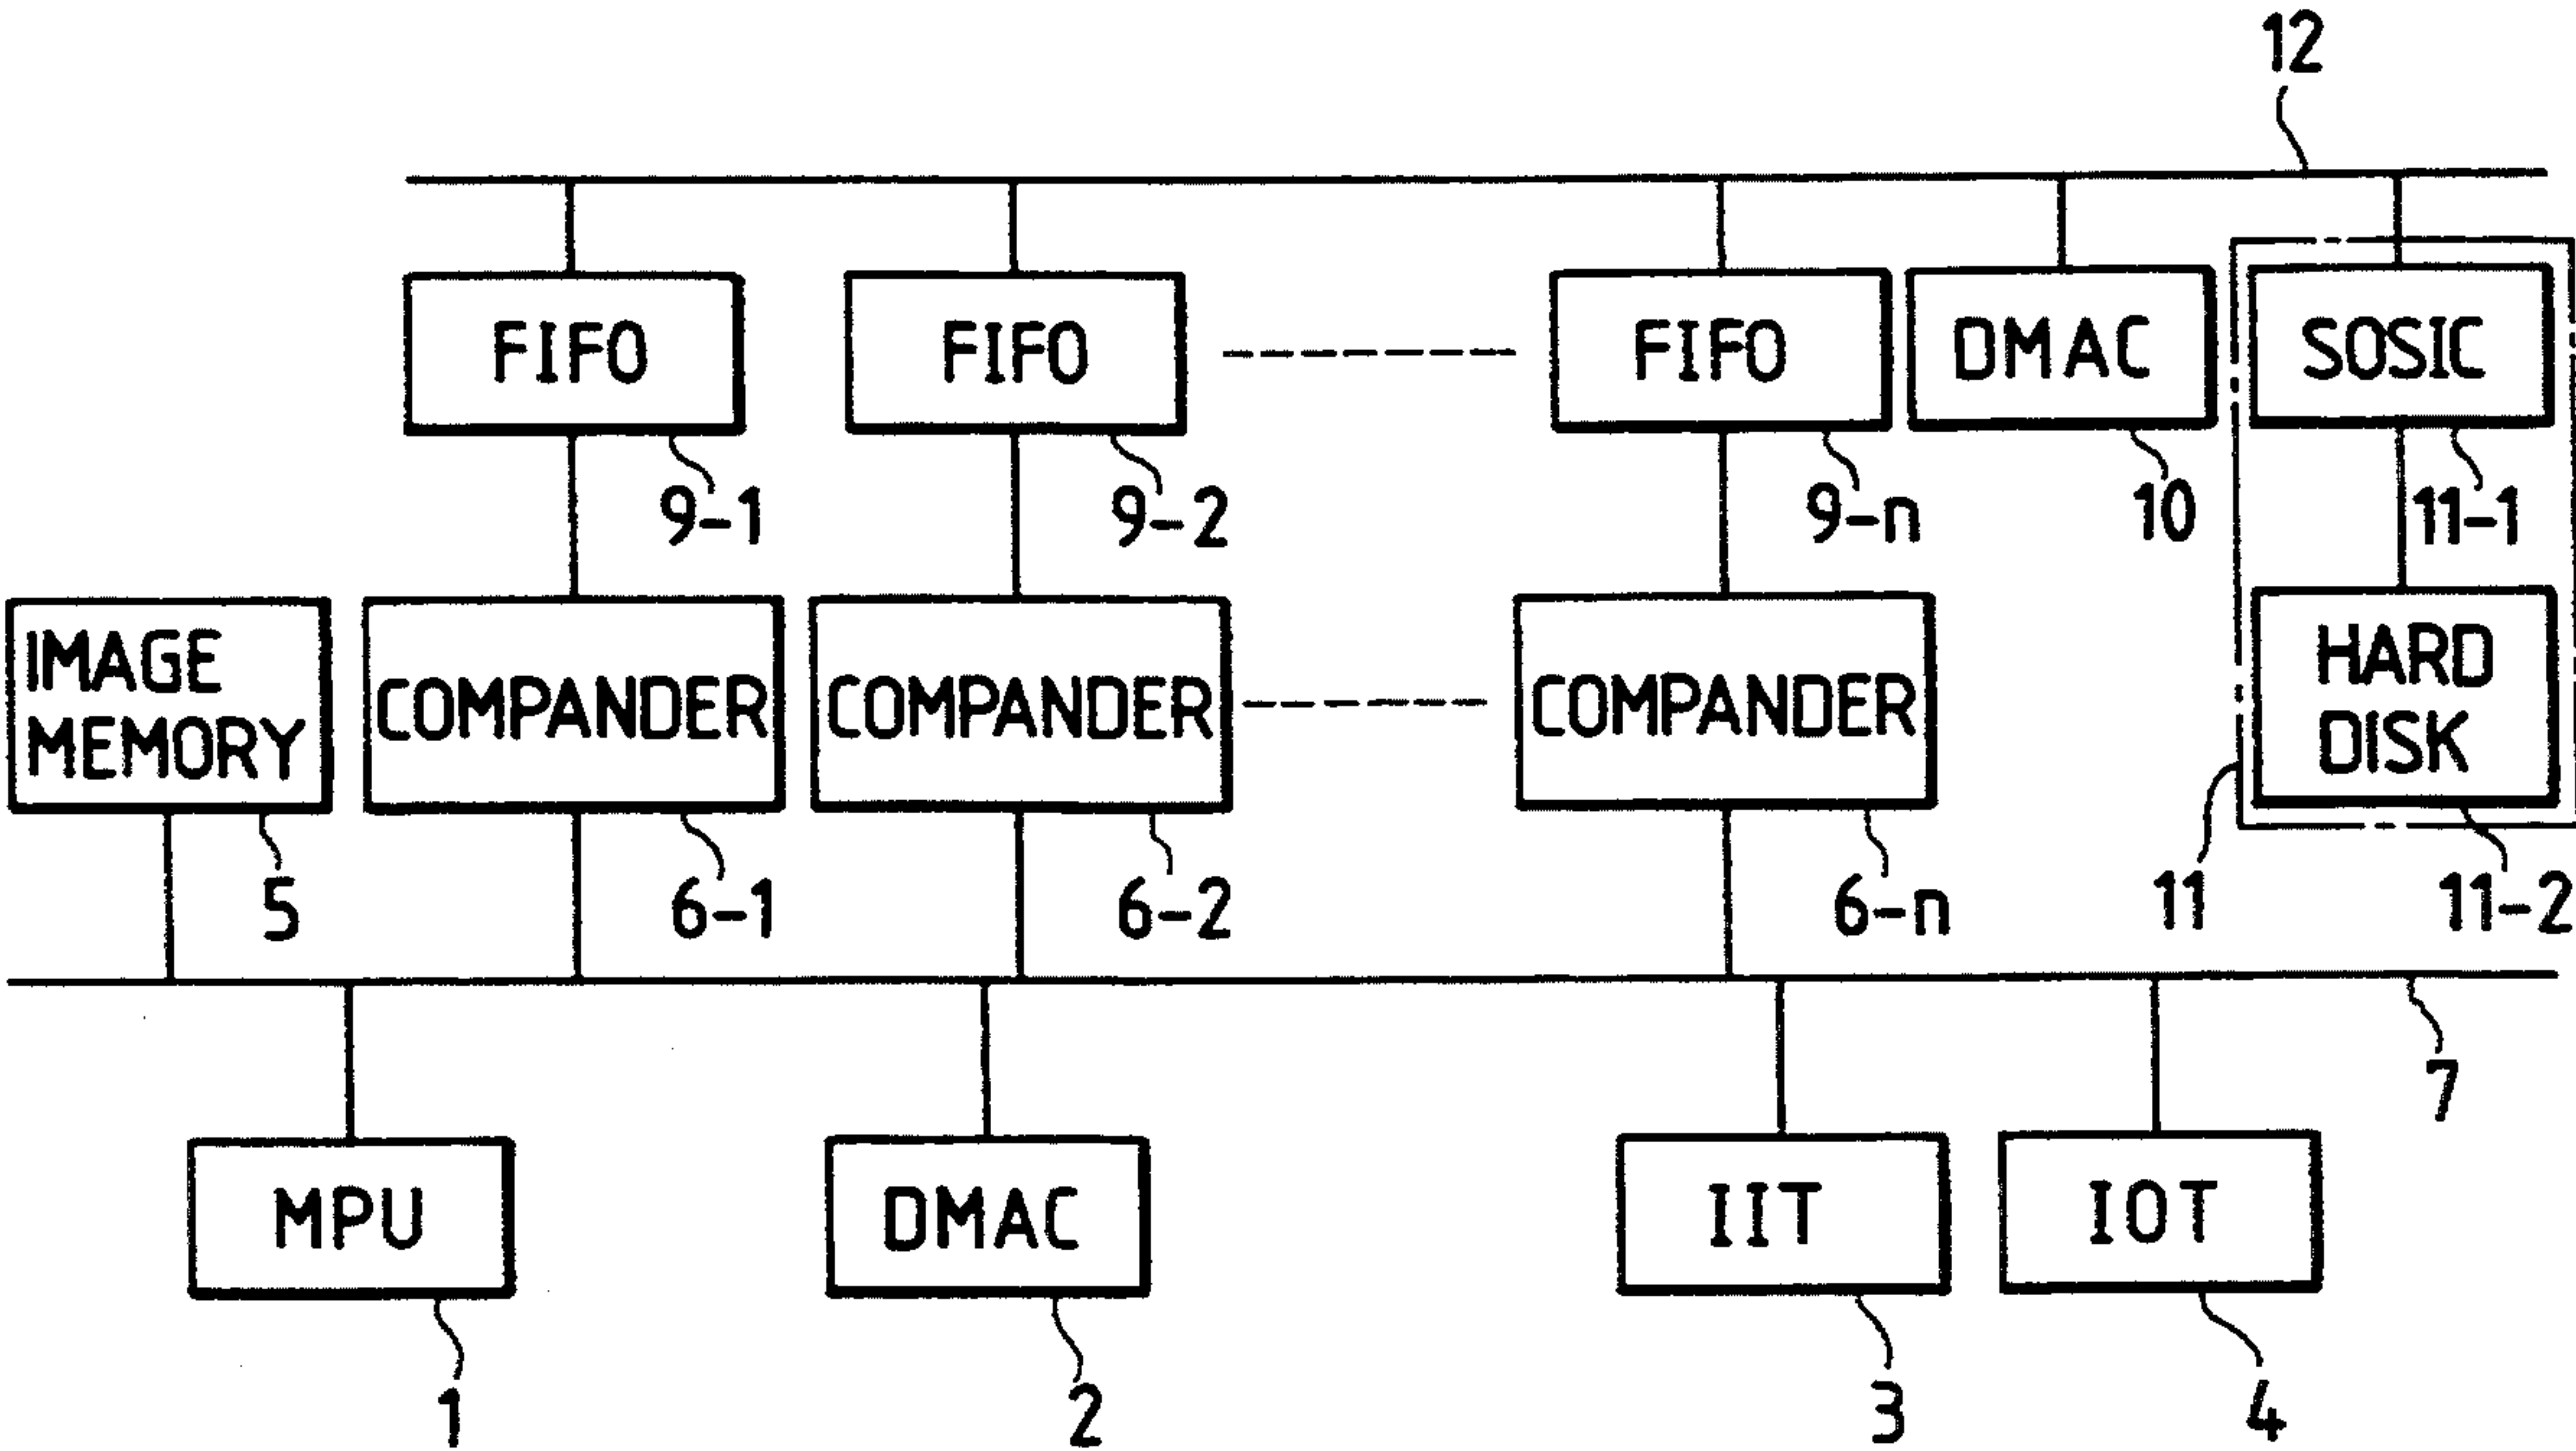 12
FIFO
FIFO
FIFO
DMAC
SOSIC
9-1
9-2
9-n
10
11-1
IMAGE
MEMORY
COMPANDER
COMPANDER
COMPANDER
HARD
DISK
5
6-1
6-2
6-n
11
11-2
7
MPU
DMAC
IIT
IOT
1
2
3
4